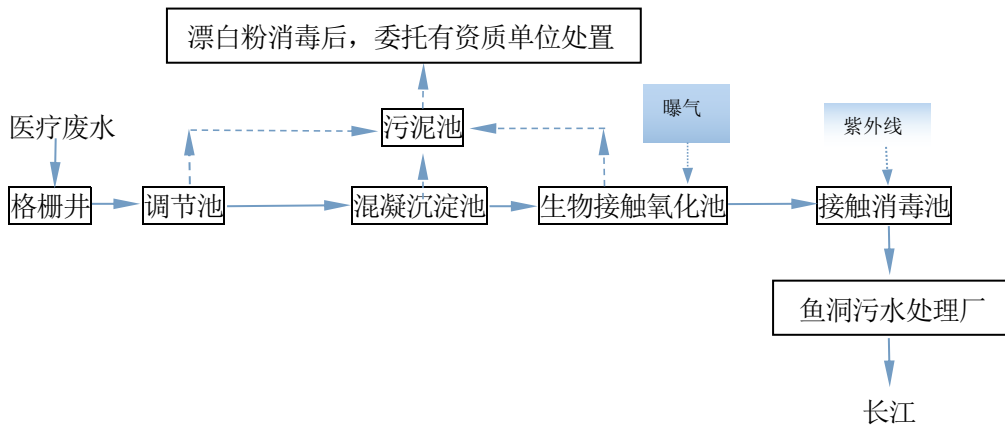 漂白粉消毒后，委托有资质单位处置
污泥池
曝气
医疗废水
紫外线
格栅井
调节池
混凝沉淀池
生物接触氧化池
接触消毒池
鱼洞污水处理厂
长江